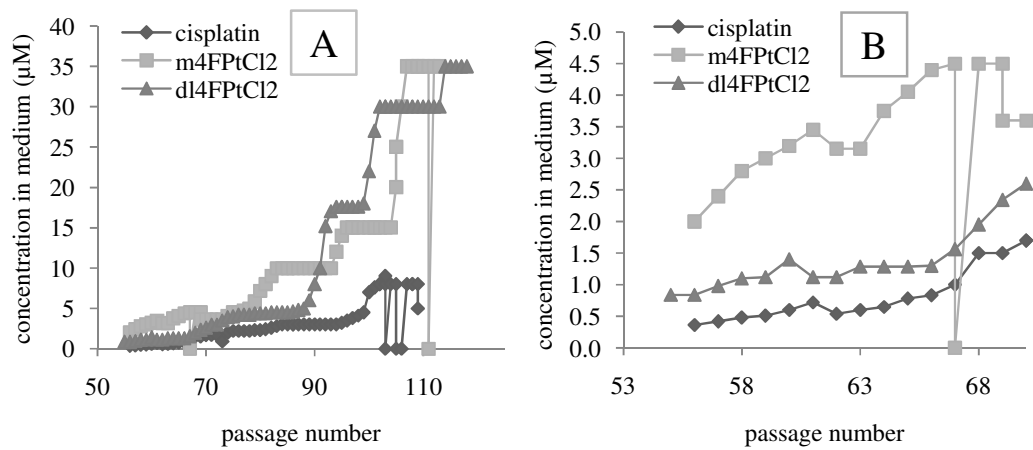 A
cisplatin
m4FPtCl2
dl4FPtCl2
concentration in medium (µM)
40
35
30
25
20
15
10
5
0
50
70
90
110
passage number
B
cisplatin
m4FPtCl2
dl4FPtCl2
concentration in medium (µM)
5.0
4.5
4.0
3.5
3.0
2.5
2.0
1.5
1.0
0.5
0.0
53
58
63
68
passage number